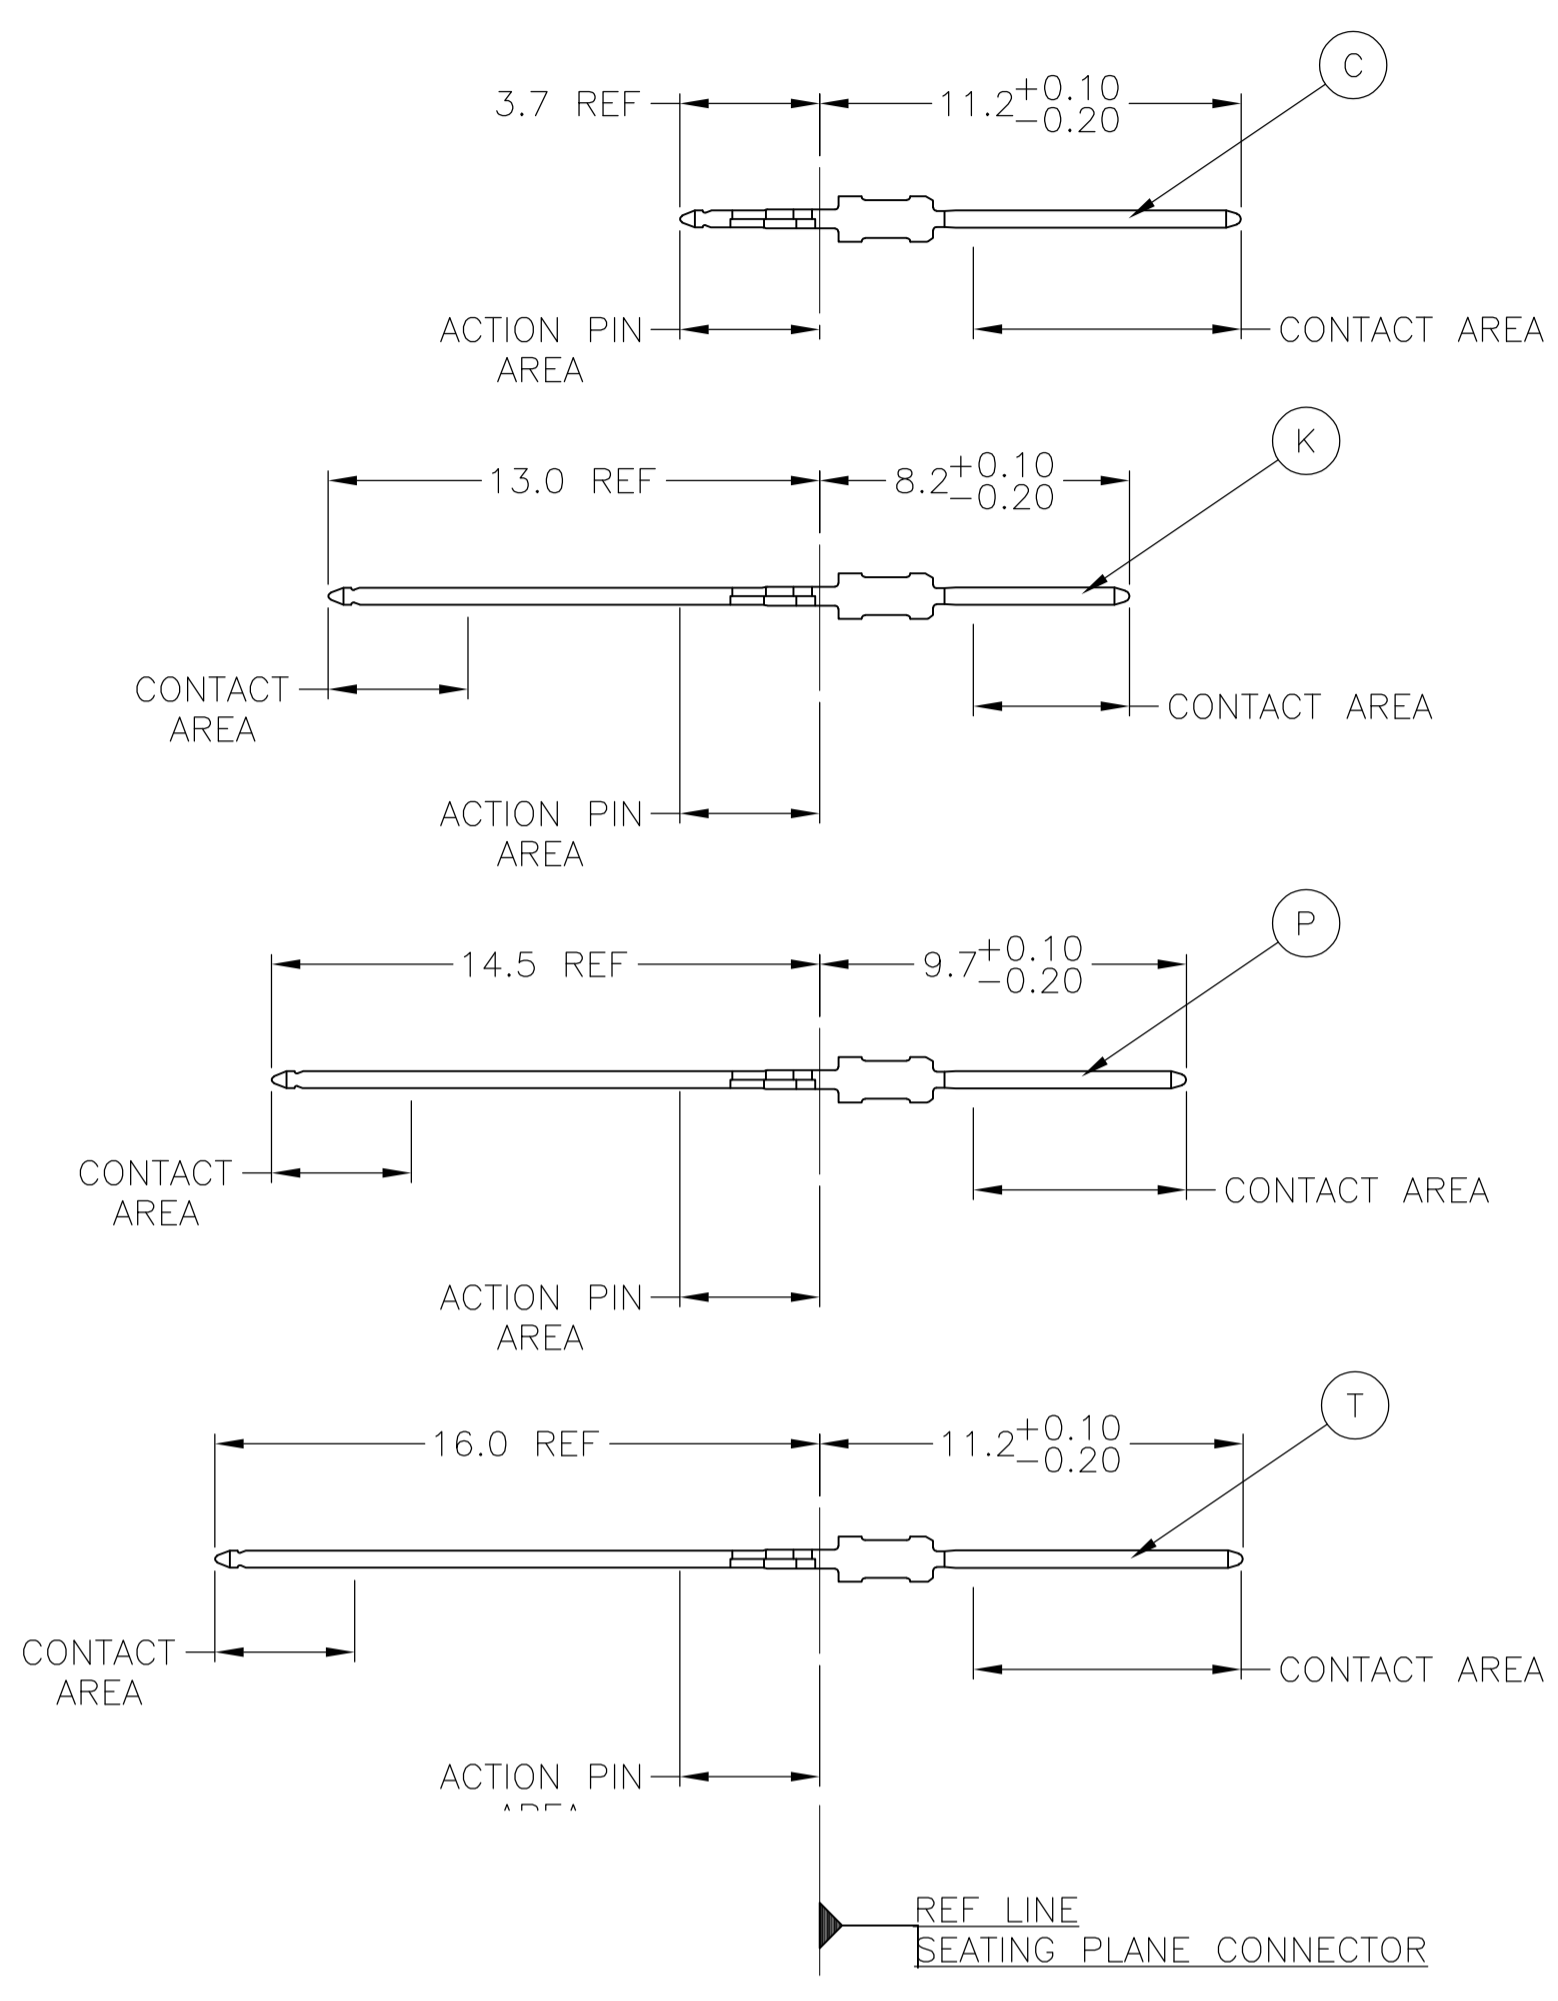 C
3.7 REF
11.2 +0.10
-0.20
ACTION PIN
AREA
CONTACT AREA
K
13.0 REF
8.2 +0.10
-0.20
CONTACT
AREA
CONTACT AREA
ACTION PIN
AREA
P
14.5 REF
9.7 +0.10
-0.20
CONTACT
AREA
CONTACT AREA
ACTION PIN
AREA
T
16.0 REF
11.2 +0.10
-0.20
CONTACT
AREA
CONTACT AREA
ACTION PIN
AREA
REF LINE
SEATING PLANE CONNECTOR